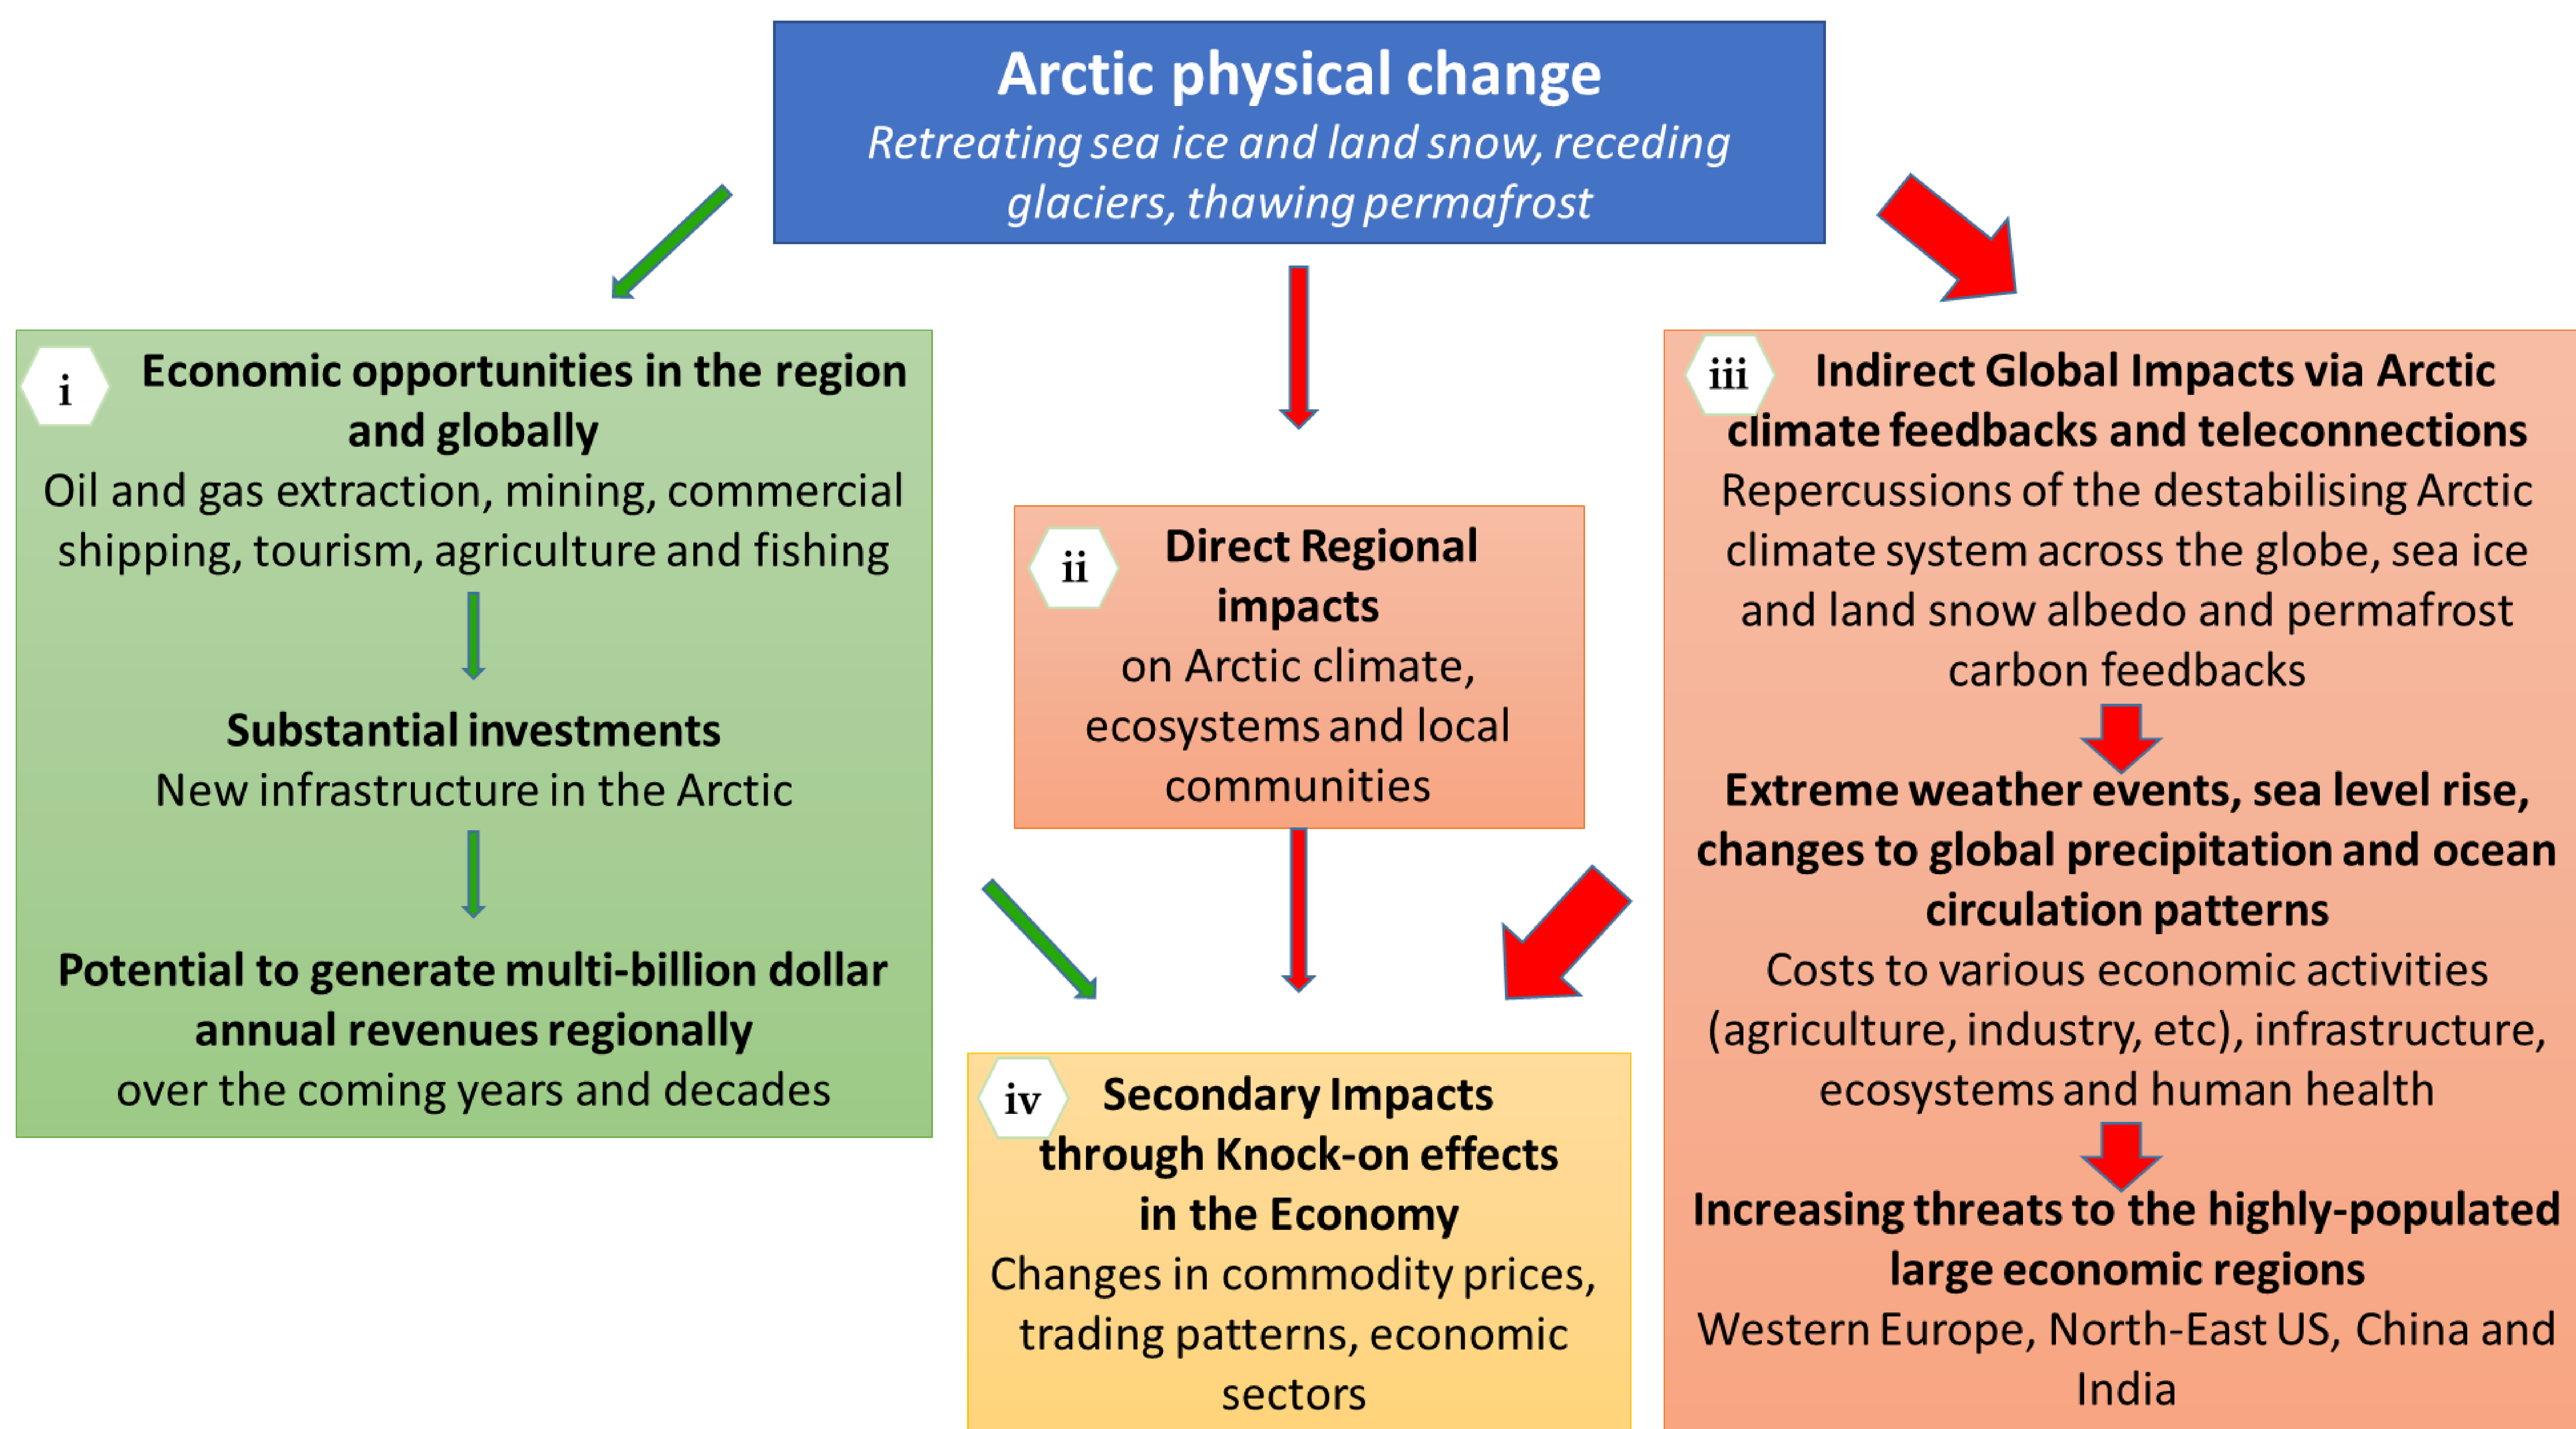 Arctic physical change
Retreating sea ice and land snow, receding
glaciers, thawing permafrost
i
Economic opportunities in the region
and globally
Oil and gas extraction, mining, commercial
shipping, tourism, agriculture and fishing
Substantial investments
New infrastructure in the Arctic
Potential to generate multi-billion dollar
annual revenues regionally
over the coming years and decades
ii
Direct Regional
impacts
on Arctic climate,
ecosystems and local
communities
iii
Indirect Global Impacts via Arctic
climate feedbacks and teleconnections
Repercussions of the destabilising Arctic
climate system across the globe, sea ice
and land snow albedo and permafrost
carbon feedbacks
Extreme weather events, sea level rise,
changes to global precipitation and ocean
circulation patterns
Costs to various economic activities
(agriculture, industry, etc), infrastructure,
ecosystems and human health
Increasing threats to the highly-populated
large economic regions
Western Europe, North-East US, China and
India
iv
Secondary Impacts
through Knock-on effects
in the Economy
Changes in commodity prices,
trading patterns, economic
sectors